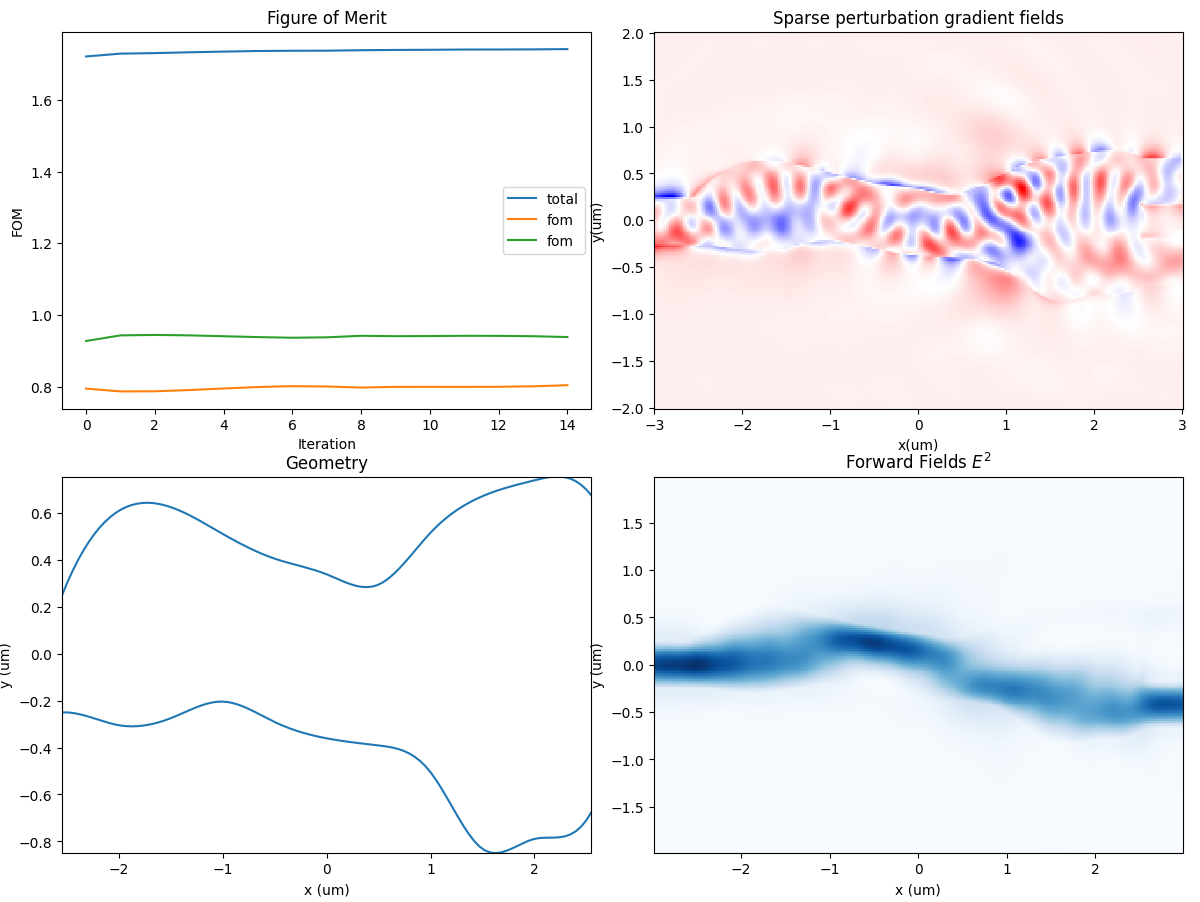 Figure of Merit
FOM
1.6
1.4
1.2
1.0
0.8
total
fom
fom
0 2 4 6 8 10 12 14
Iteration
Sparse perturbation gradient fields
y(um)
2.0
1.5
1.0
0.5
0.0
−0.5
−1.0
−1.5
−2.0
−3 −2 −1 0 1 2 3
x(um)
Geometry
y (um)
0.6
0.4
0.2
0.0
−0.2
−0.4
−0.6
−0.8
−2 −1 0 1 2
x (um)
Forward Fields E²
y (um)
1.5
1.0
0.5
0.0
−0.5
−1.0
−1.5
−2 −1 0 1 2
x (um)